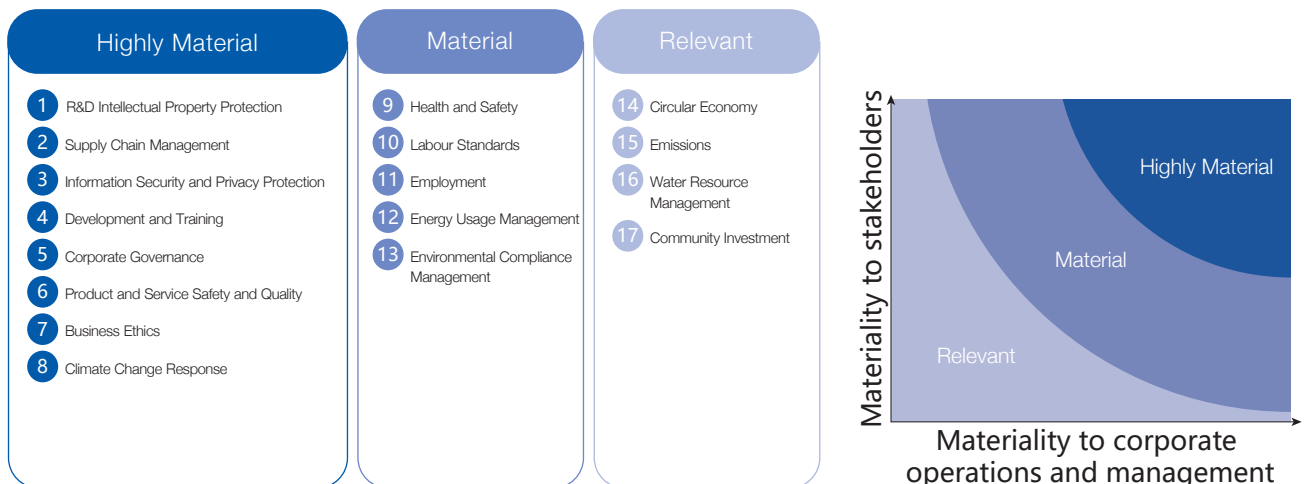 Highly Material
1 R&D Intellectual Property Protection
2 Supply Chain Management
3 Information Security and Privacy Protection
4 Development and Training
5 Corporate Governance
6 Product and Service Safety and Quality
7 Business Ethics
8 Climate Change Response
Material
9 Health and Safety
10 Labour Standards
11 Employment
12 Energy Usage Management
13 Environmental Compliance
Management
Relevant
14 Circular Economy
15 Emissions
16 Water Resource
Management
17 Community Investment
Materiality to stakeholders
Highly Material
Material
Relevant
Materiality to corporate
operations and management